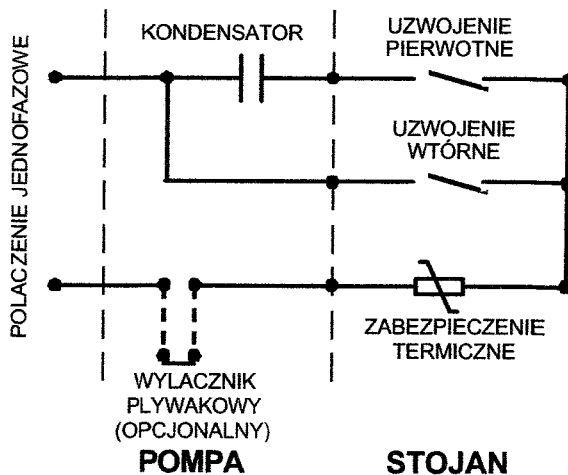 KONDENSATOR
UZWOJENIE
PIERWOTNE
UZWOJENIE
WTÓRNE
POLACZENIE JEDNOFAZOWE
ZABEZPIECZENIE
TERMICZNE
WYLACZNIK
PLYWAKOWY
(OPCJONALNY)
POMPA
STOJAN